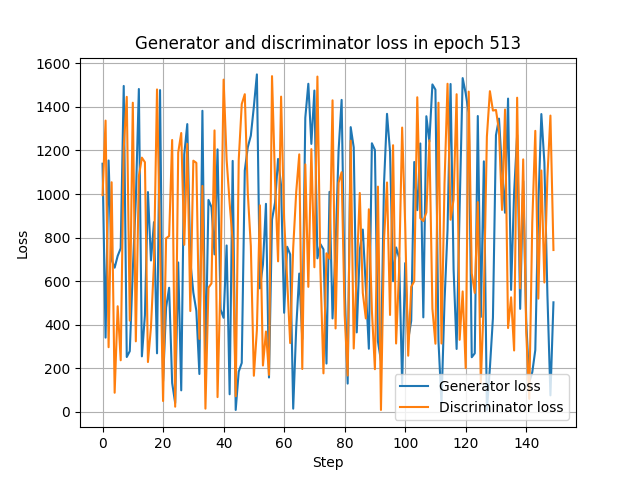 Generator and discriminator loss in epoch 513
1600
1400
1200
1000
800
600
400
200
0
Loss
0 20 40 60 80 100 120 140
Step
Generator loss
Discriminator loss